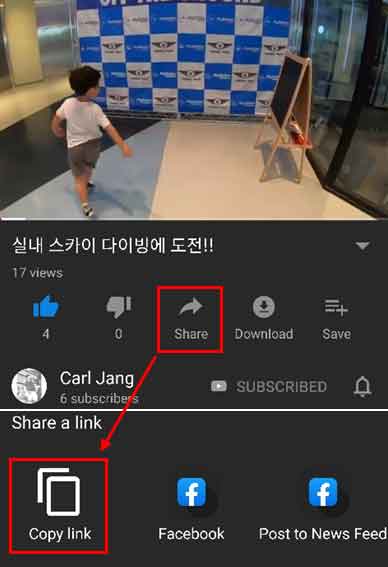 실내 스카이 다이빙에 도전!!
17 views
4
0
Share
Download
Save
Carl Jang
6 subscribers
SUBSCRIBED
Share a link
Copy link
Facebook
Post to News Feed